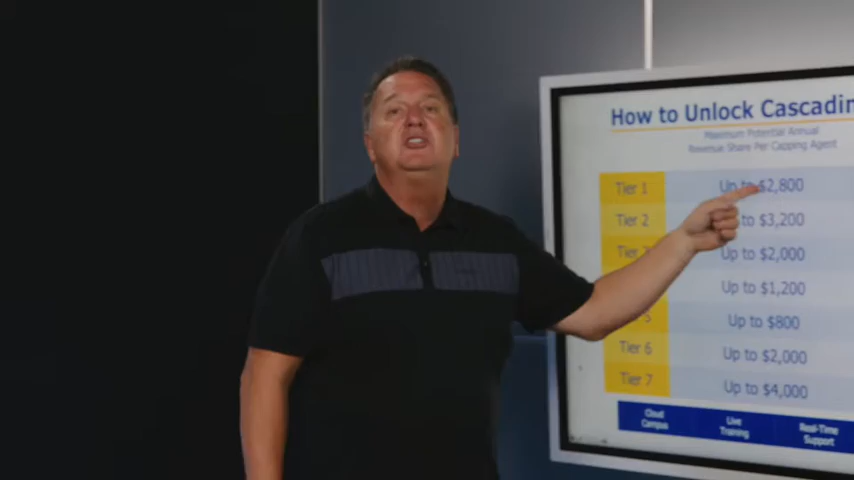 How to Unlock Cascadin
Maximum Potential Annual
Revenue Share Per Capping Agent
Tier 1 Up to $2,800
Tier 2 to $3,200
Tier Up to $2,000
Up to $1,200
5 Up to $800
Tier 6 Up to $2,000
Tier 7 Up to $4,000
Cloud Campus Live Training Real-Time Support